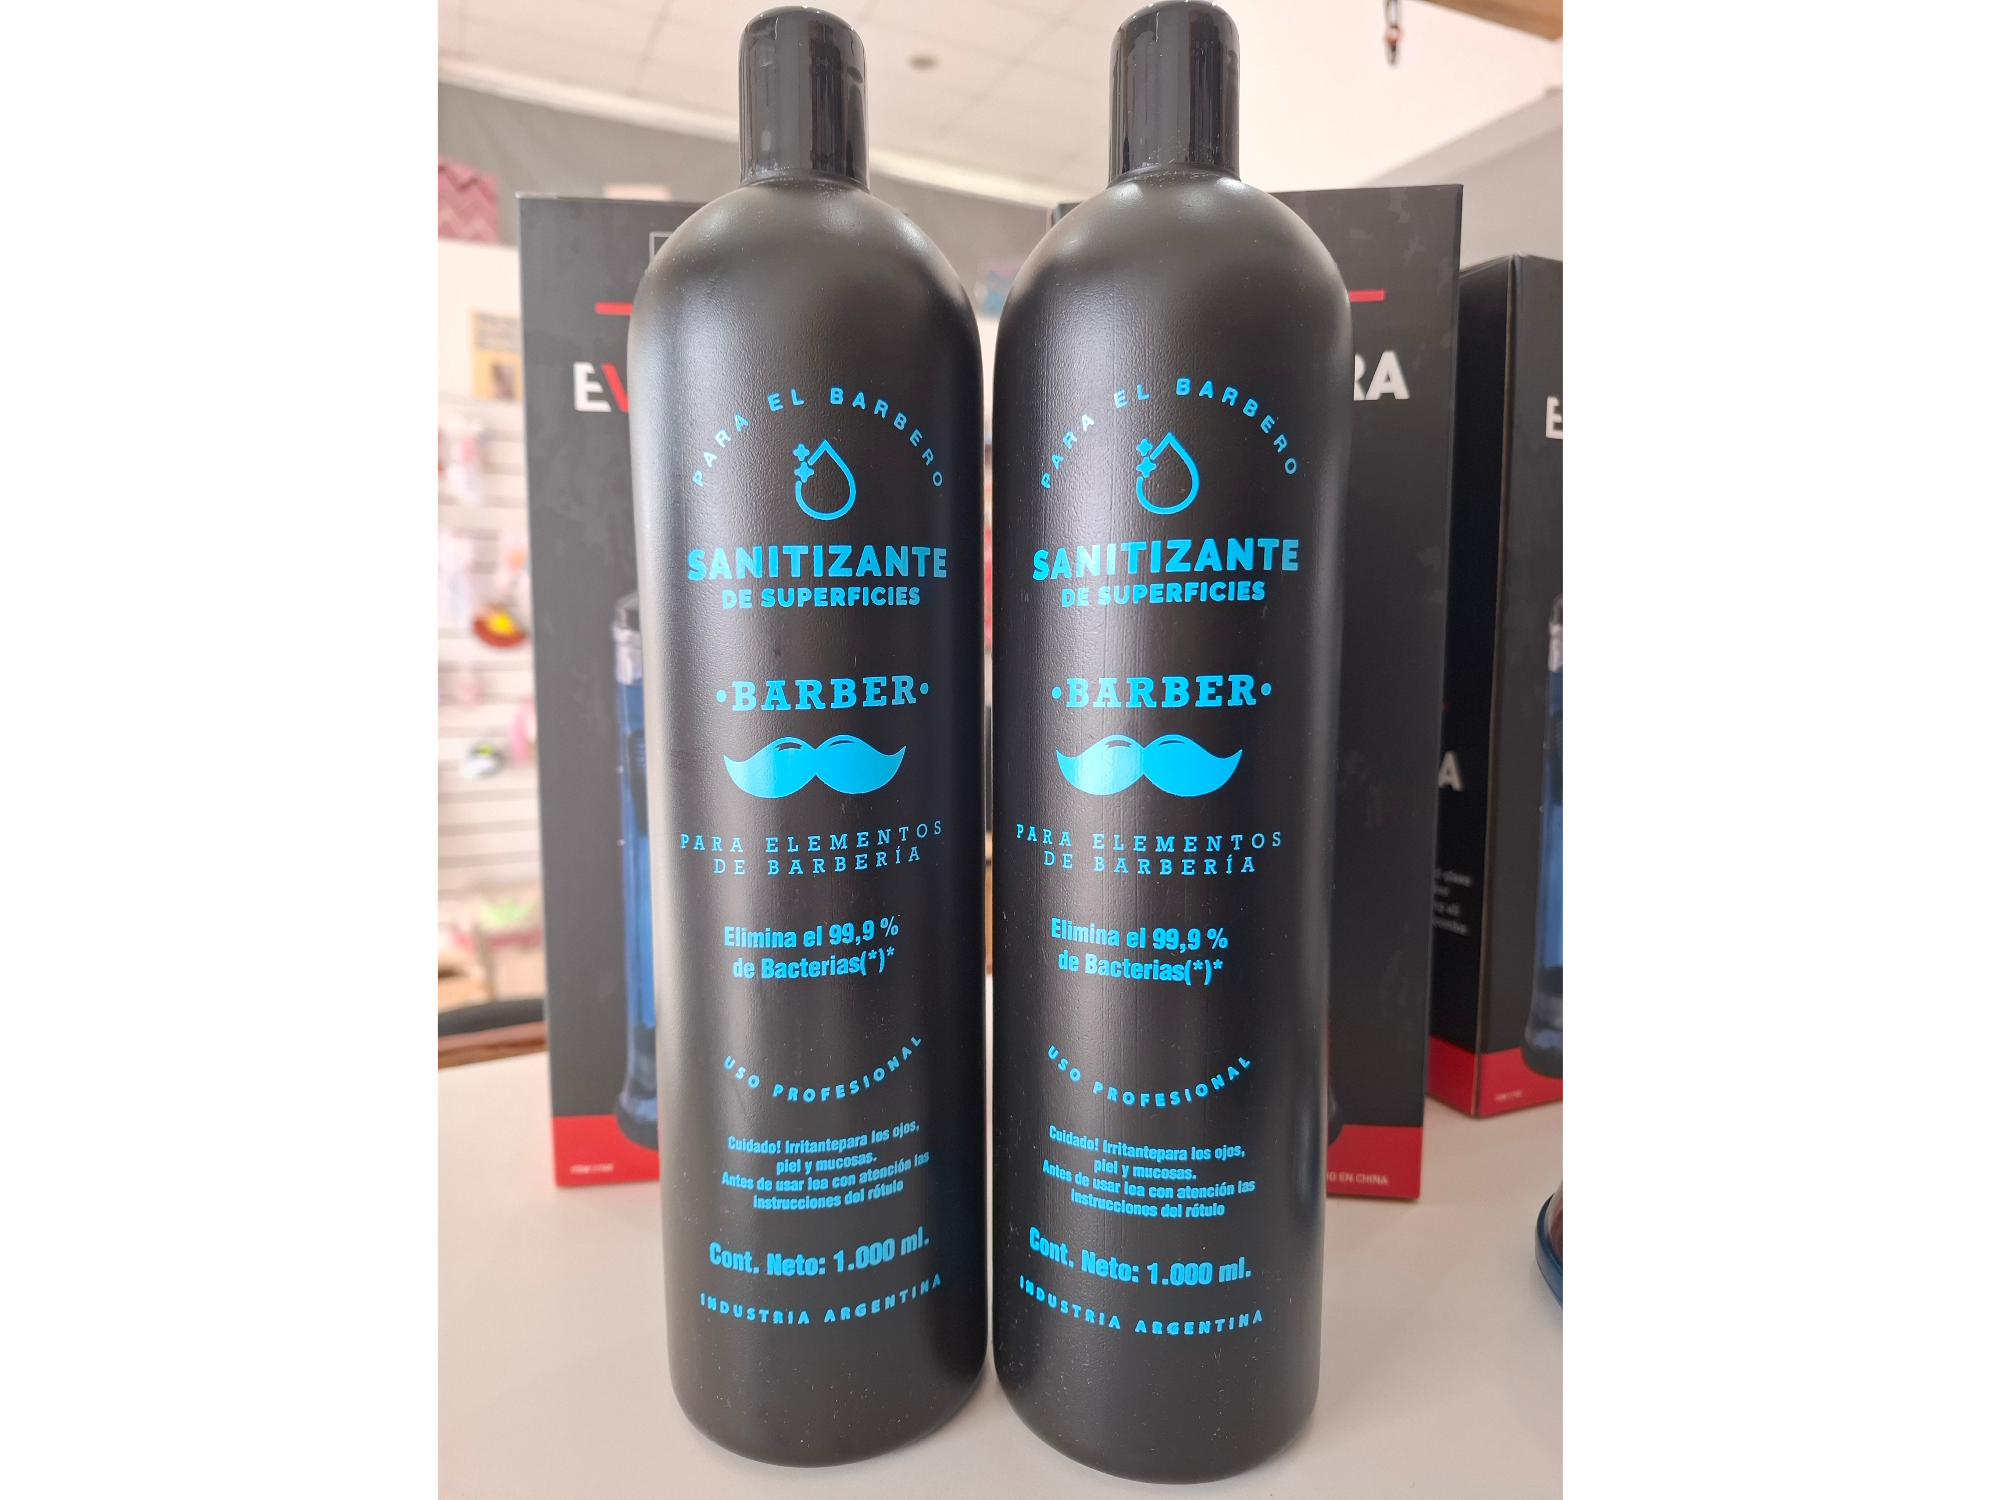 PARA EL BARBERO
SANITIZANTE
DE SUPERFICIES
•BARBER•
PARA ELEMENTOS
DE BARBERÍA
Elimina el 99,9 %
de Bacterias(*)*
USO PROFESIONAL
Cuidado! Irritantepara los ojos,
piel y mucosas.
Antes de usar lea con atención las
instrucciones del rótulo
Cont. Neto: 1.000 ml.
INDUSTRIA ARGENTINA
PARA EL BARBERO
SANITIZANTE
DE SUPERFICIES
•BARBER•
PARA ELEMENTOS
DE BARBERÍA
Elimina el 99,9 %
de Bacterias(*)*
USO PROFESIONAL
Cuidado! Irritantepara los ojos,
piel y mucosas.
Antes de usar lea con atención las
instrucciones del rótulo
Cont. Neto: 1.000 ml.
INDUSTRIA ARGENTINA
EV
RA
E
A
EN CHINA